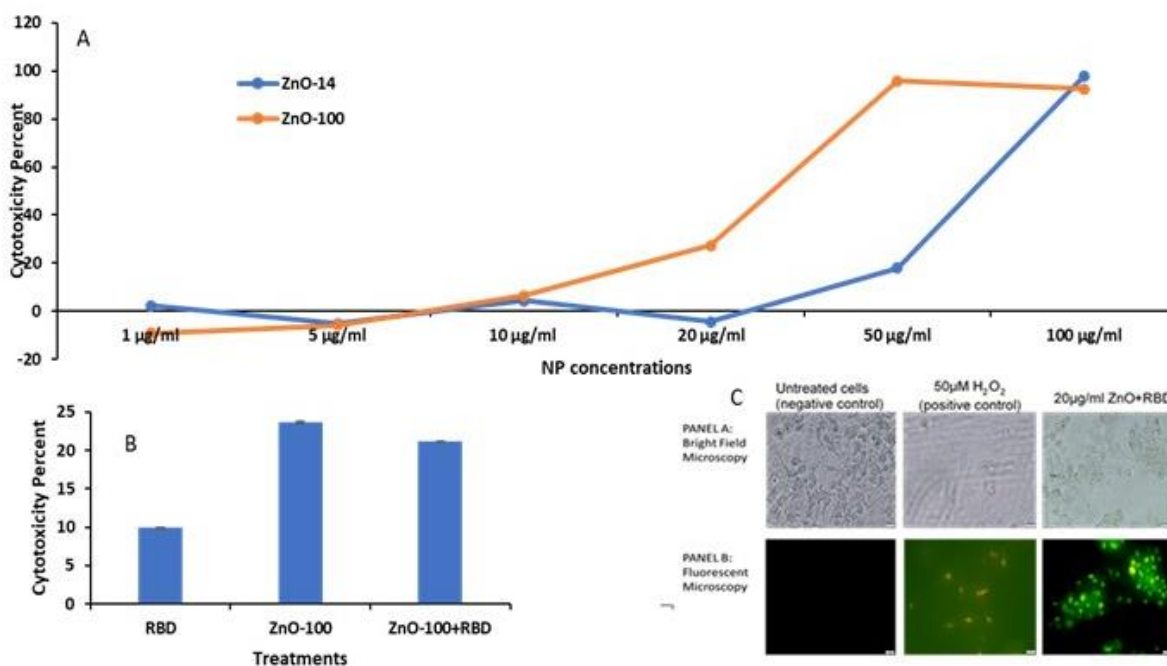 A
120
100
80
60
40
20
0
-20
Cytotoxicity Percent
ZnO-14
ZnO-100
1 µg/ml
5 µg/ml
10 µg/ml
20 µg/ml
50 µg/ml
100 µg/ml
NP concentrations
B
25
20
15
10
5
0
Cytotoxicity Percent
RBD
ZnO-100
ZnO-100+RBD
Treatments
C
Untreated cells
(negative control)
50µM H₂O₂
(positive control)
20µg/ml ZnO+RBD
PANEL A:
Bright Field
Microscopy
PANEL B:
Fluorescent
Microscopy